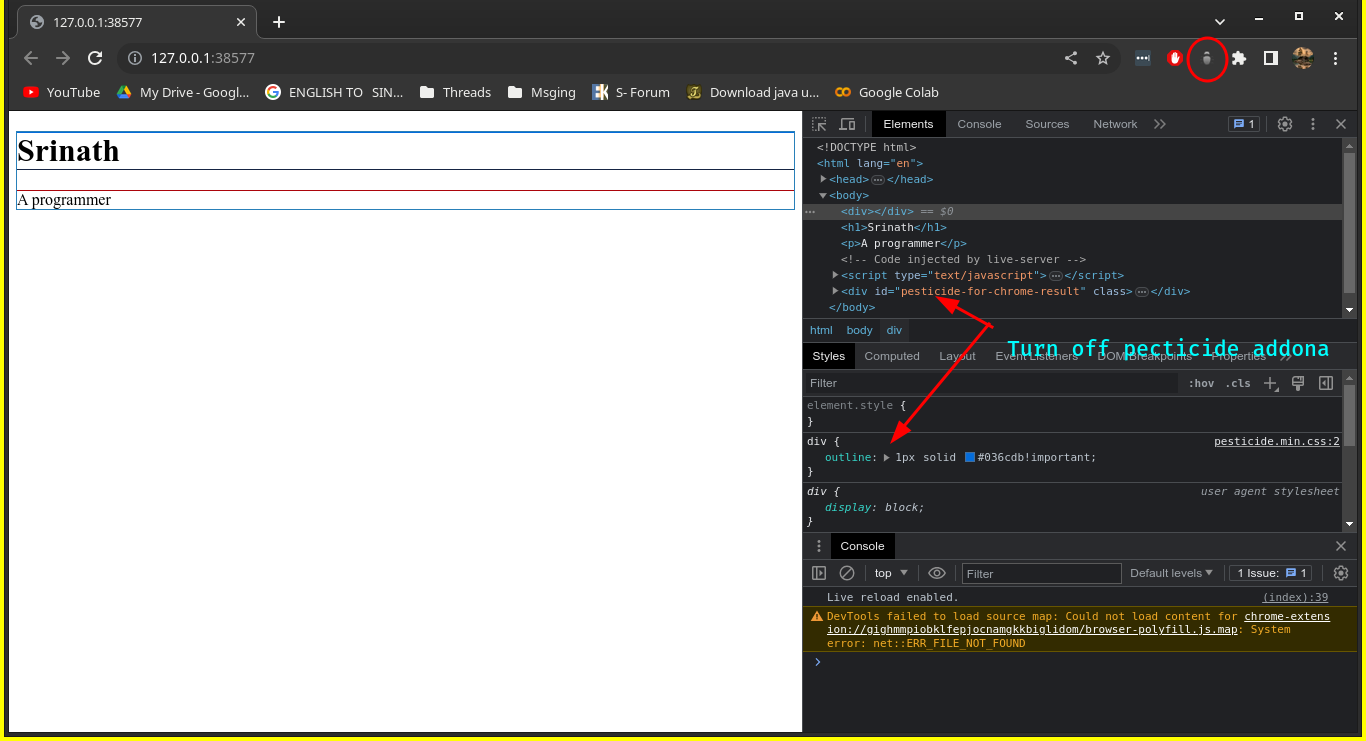 127.0.0.1:38577
127.0.0.1:38577
YouTube My Drive - Googl... ENGLISH TO SIN... Threads Msging S- Forum Download java u... Google Colab
Srinath
A programmer
Elements Console Sources Network 1
<!DOCTYPE html>
<html lang="en">
<head>…</head>
<body>
<div></div> == $0
<h1>Srinath</h1>
<p>A programmer</p>
<!-- Code injected by live-server -->
<script type="text/javascript">…</script>
<div id="pesticide-for-chrome-result" class>…</div>
</body>
html body div
Turn off pecticide addona
Styles Computed Layout Event Listeners DOM Breakpoints Properties
Filter :hov .cls
element.style {
}
div { pesticide.min.css:2
outline: 1px solid #036cdb!important;
}
div { user agent stylesheet
display: block;
}
Console
top Filter Default levels 1 Issue: 1
Live reload enabled. (index):39
DevTools failed to load source map: Could not load content for chrome-extens
ion://gighmmpiobklfepjocnamgkkbiglidom/browser-polyfill.js.map: System
error: net::ERR_FILE_NOT_FOUND